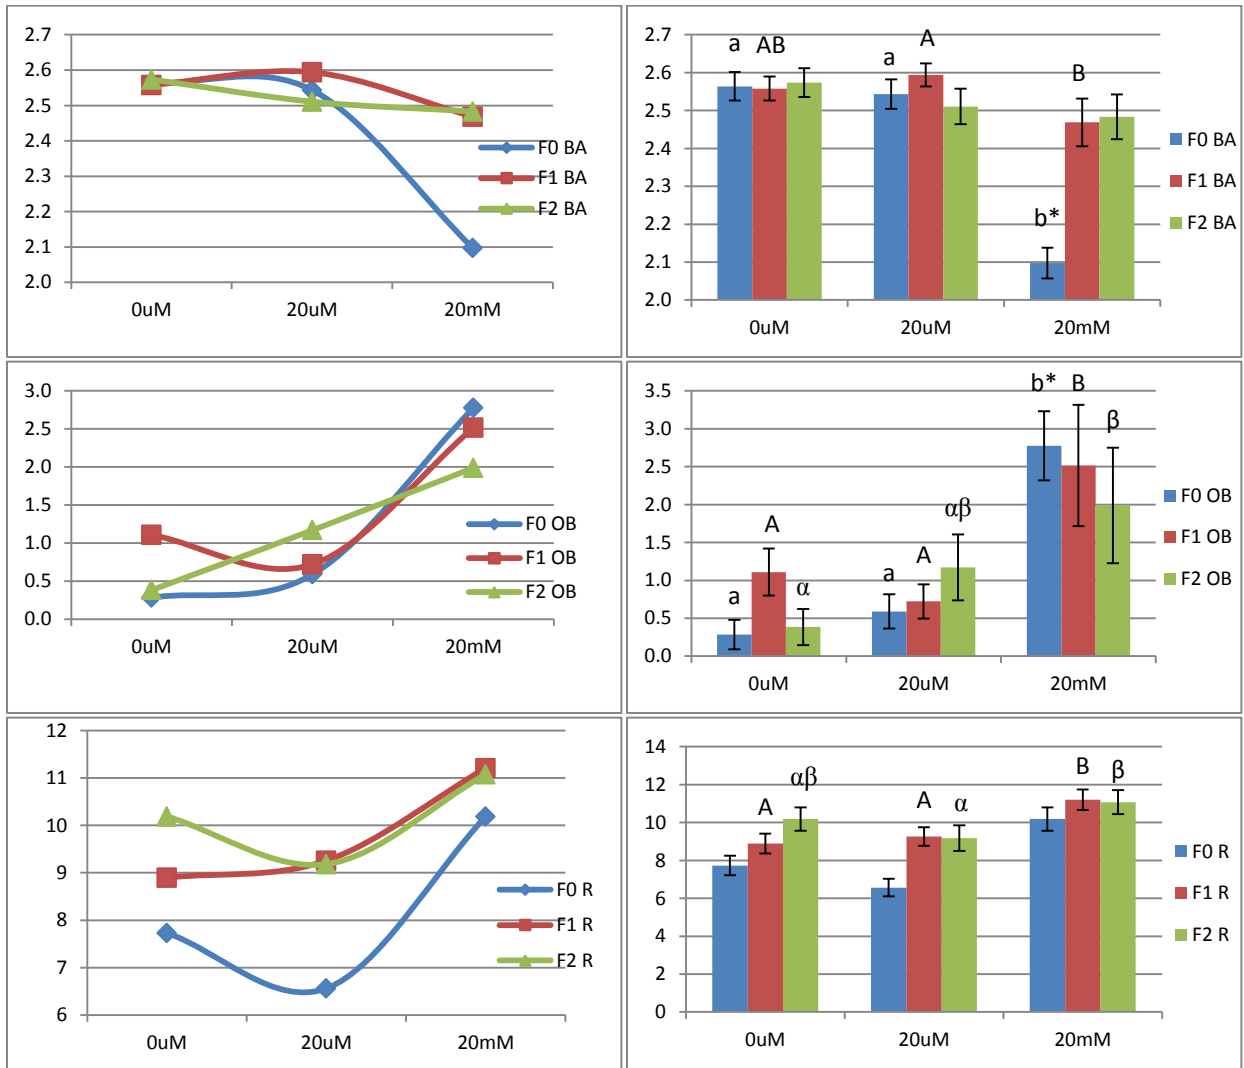 2.7
2.6
2.5
2.4
2.3
2.2
2.1
2.0
0uM 20uM 20mM
F0 BA
F1 BA
F2 BA
2.7
2.6
2.5
2.4
2.3
2.2
2.1
2.0
a AB a A b* B
0uM 20uM 20mM
F0 BA
F1 BA
F2 BA
3.0
2.5
2.0
1.5
1.0
0.5
0.0
0uM 20uM 20mM
F0 OB
F1 OB
F2 OB
3.5
3.0
2.5
2.0
1.5
1.0
0.5
0.0
a A α a A αβ b* B β
0uM 20uM 20mM
F0 OB
F1 OB
F2 OB
12
11
10
9
8
7
6
0uM 20uM 20mM
F0 R
F1 R
F2 R
14
12
10
8
6
4
2
0
A αβ A α B β
0uM 20uM 20mM
F0 R
F1 R
F2 R